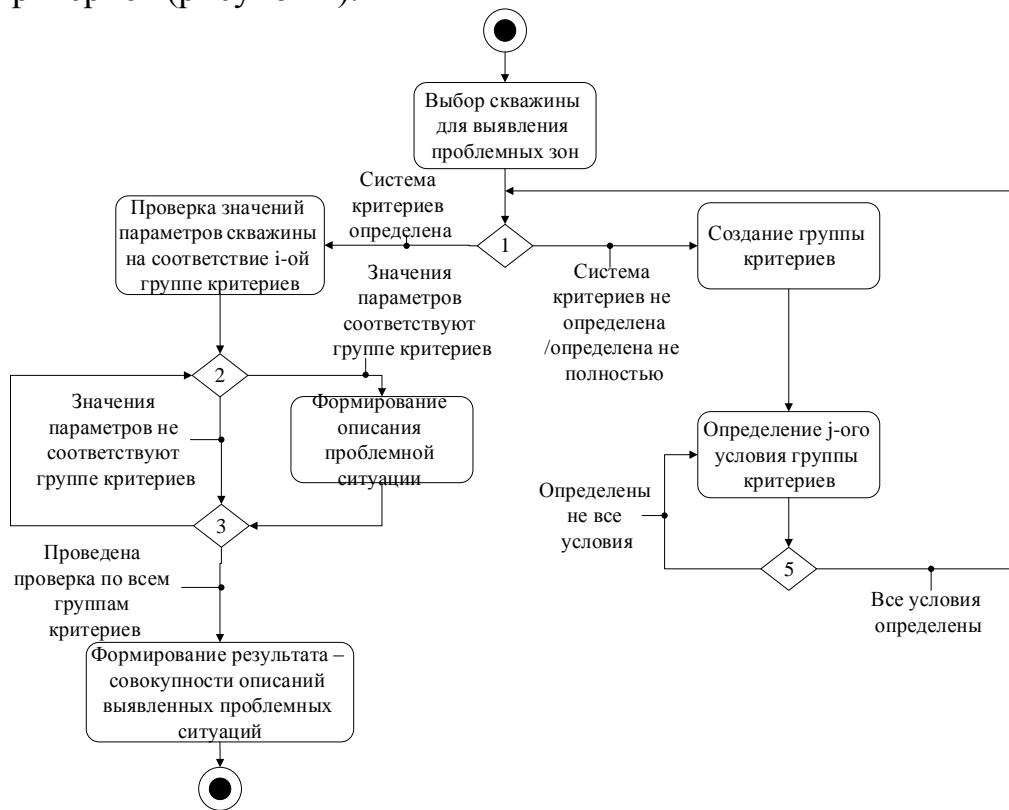 Выбор скважины
для выявления
проблемных зон
Система
критериев
определена
Проверка значений
параметров скважины
на соответствие i-ой
группе критериев
1
Создание группы
критериев
Значения
параметров
соответствуют
группе критериев
Система
критериев не
определена
/определена не
полностью
2
Значения
параметров не
соответствуют
группе критериев
Формирование
описания
проблемной
ситуации
Определение j-ого
условия группы
критериев
Определены
не все
условия
3
5
Проведена
проверка по всем
группам
критериев
Все условия
определены
Формирование результата –
совокупности описаний
выявленных проблемных
ситуаций